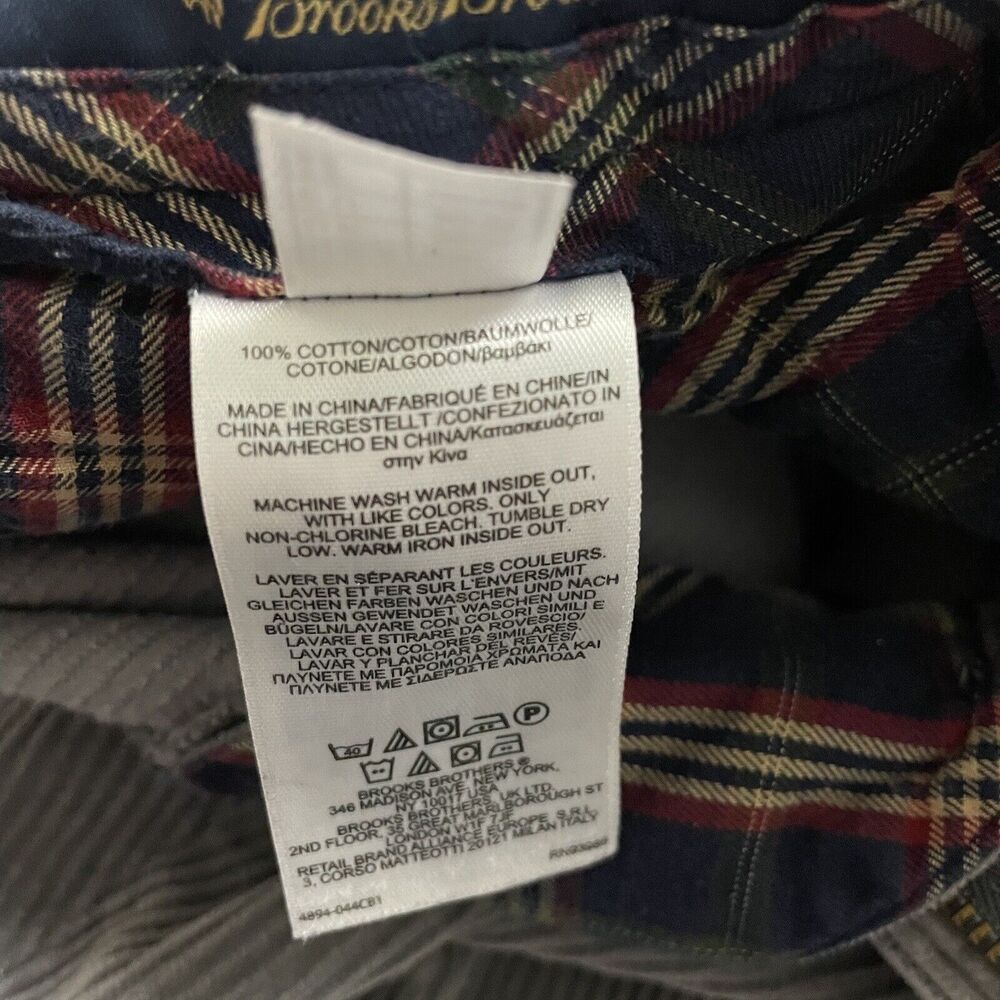 Brooks Brothers
100% COTTON/COTON/BAUMWOLLE/
COTONE/ALGODON/βαμβάκι
MADE IN CHINA/FABRIQUÉ EN CHINE/IN
CHINA HERGESTELLT /CONFEZIONATO IN
CINA/HECHO EN CHINA/Κατασκευάζεται
στην Κίνα
MACHINE WASH WARM INSIDE OUT,
WITH LIKE COLORS. ONLY
NON-CHLORINE BLEACH. TUMBLE DRY
LOW. WARM IRON INSIDE OUT.
LAVER EN SÉPARANT LES COULEURS.
LAVER ET FER SUR L'ENVERS/MIT
GLEICHEN FARBEN WASCHEN UND NACH
AUSSEN GEWENDET WASCHEN UND
BÜGELN/LAVARE CON COLORI SIMILI E
LAVARE E STIRARE DA ROVESCIO/
LAVAR CON COLORES SIMILARES.
LAVAR Y PLANCHAR DEL REVÉS/
ΠΛΥΝΕΤΕ ΜΕ ΠΑΡΟΜΟΙΑ ΧΡΩΜΑΤΑ ΚΑΙ
ΠΛΥΝΕΤΕ ΜΕ ΣΙΔΕΡΩΣΤΕ ΑΝΑΠΟΔΑ
40 P
BROOKS BROTHERS ®
346 MADISON AVE, NEW YORK,
NY 10017 USA
BROOKS BROTHERS, UK LTD.
2ND FLOOR, 35 GREAT MARLBOROUGH ST
LONDON W1F 7JF
RETAIL BRAND ALLIANCE EUROPE, S.R.L
3, CORSO MATTEOTTI 20121 MILAN ITALY
4894-044CB1